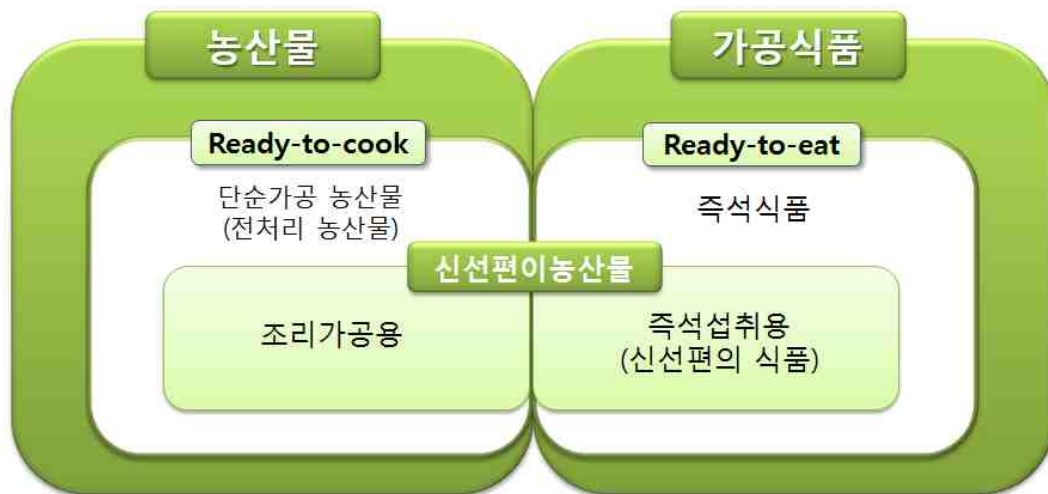 농산물
가공식품
Ready-to-cook
Ready-to-eat
단순가공 농산물
(전처리 농산물)
즉석식품
신선편이농산물
조리가공용
즉석섭취용
(신선편의 식품)